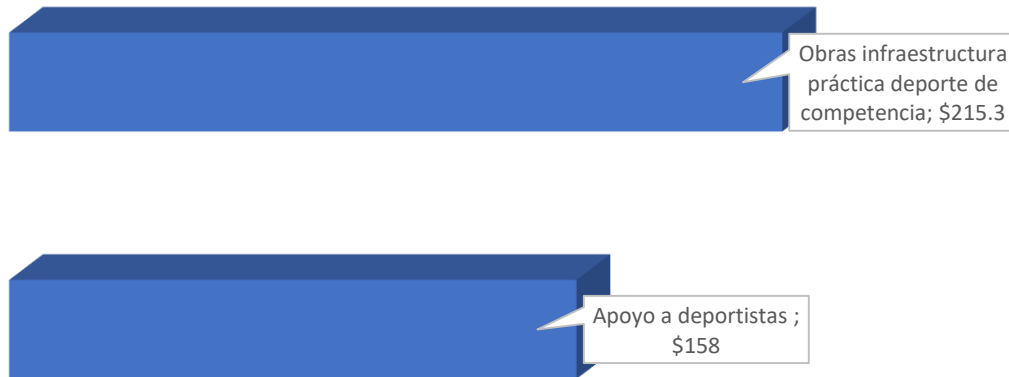 Obras infraestructura
práctica deporte de
competencia; $215.3
Apoyo a deportistas ;
$158